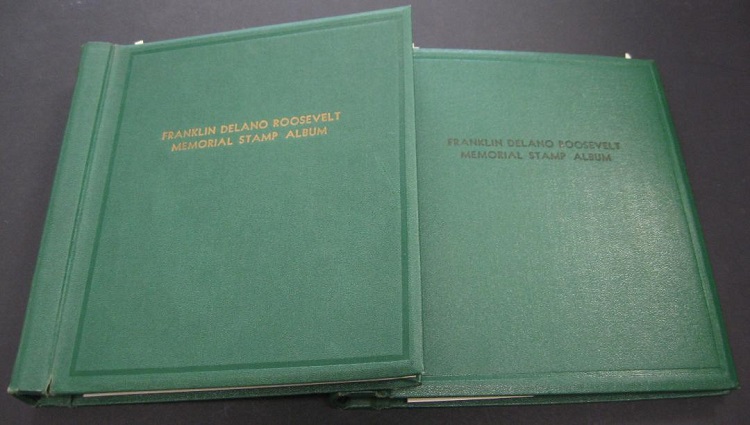 FRANKLIN DELANO ROOSEVELT
MEMORIAL STAMP ALBUM
FRANKLIN DELANO ROOSEVELT
MEMORIAL STAMP ALBUM